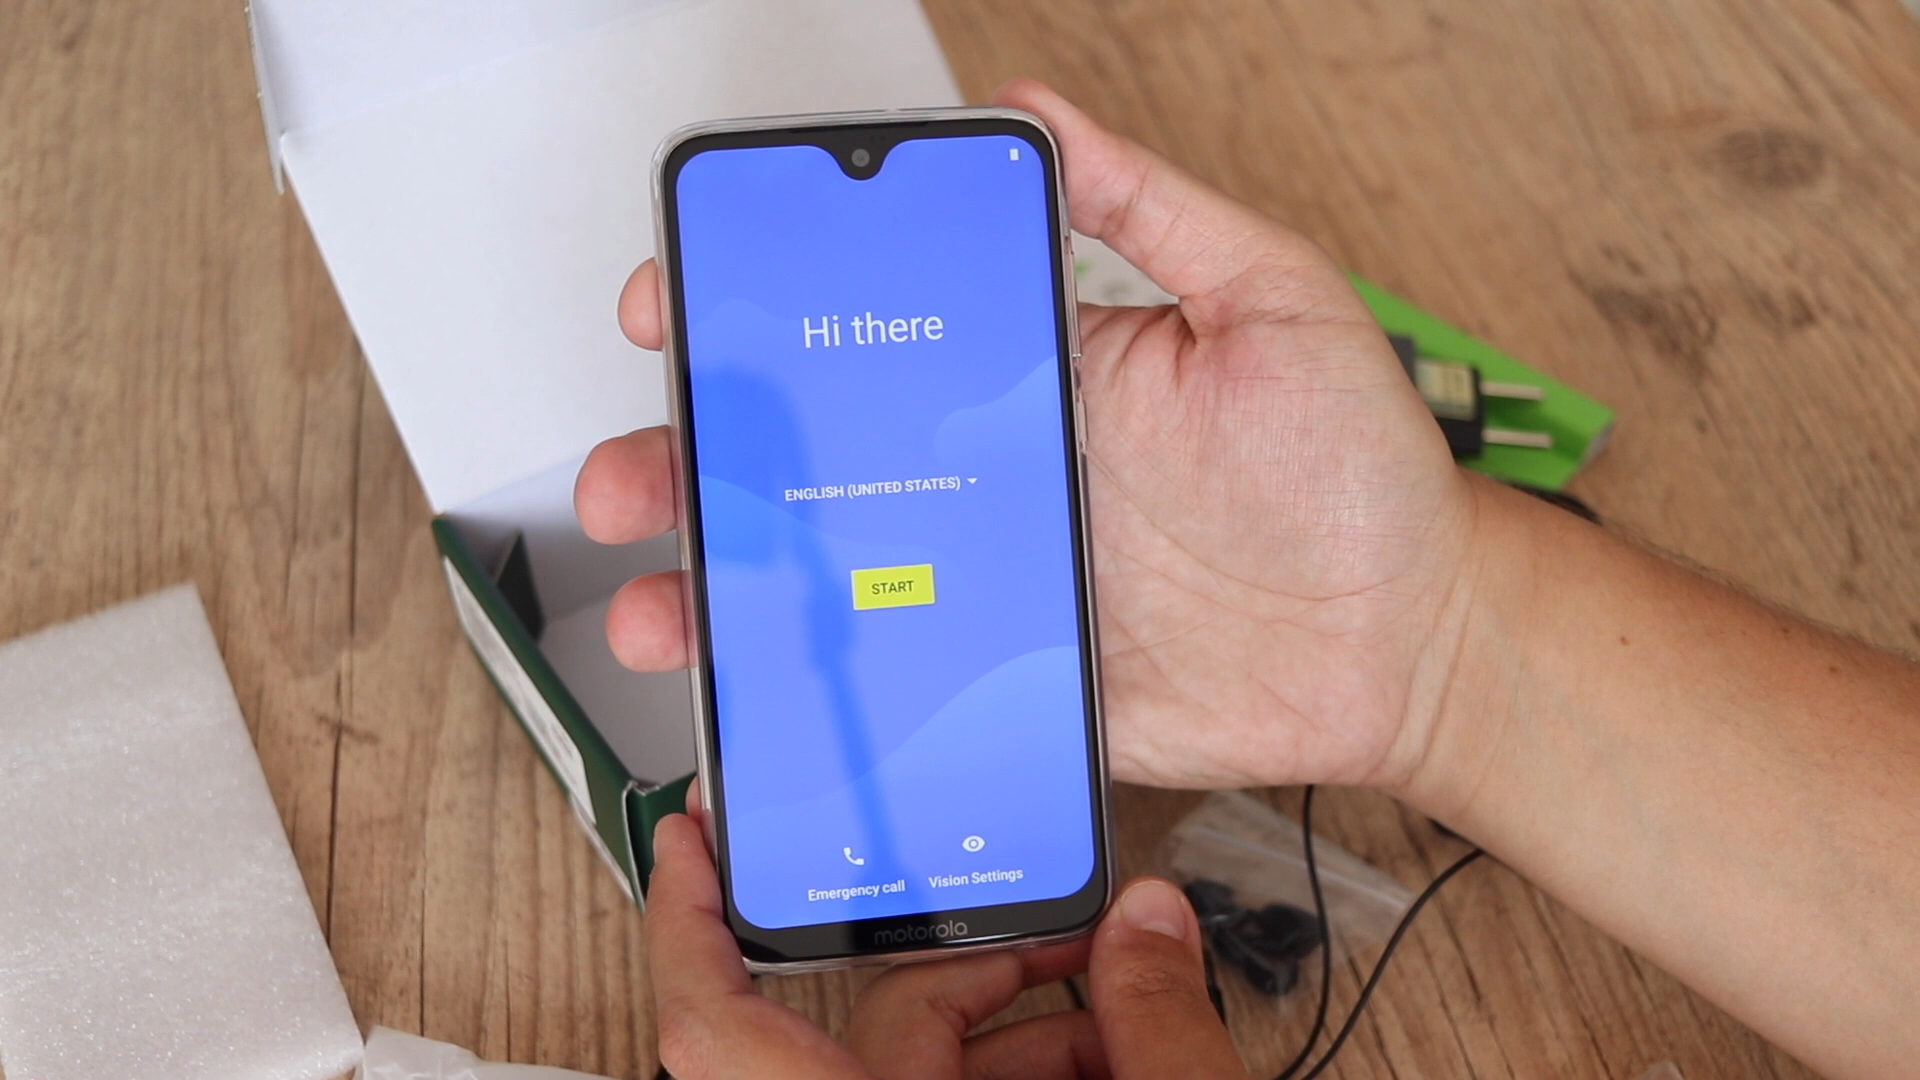 Hi there
ENGLISH (UNITED STATES)
START
Emergency call
Vision Settings
motorola